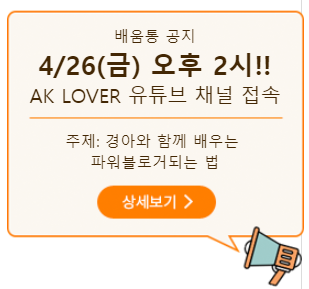 배움통 공지
4/26(금) 오후 2시!!
AK LOVER 유튜브 채널 접속
주제: 경아와 함께 배우는
파워블로거되는 법
상세보기 >